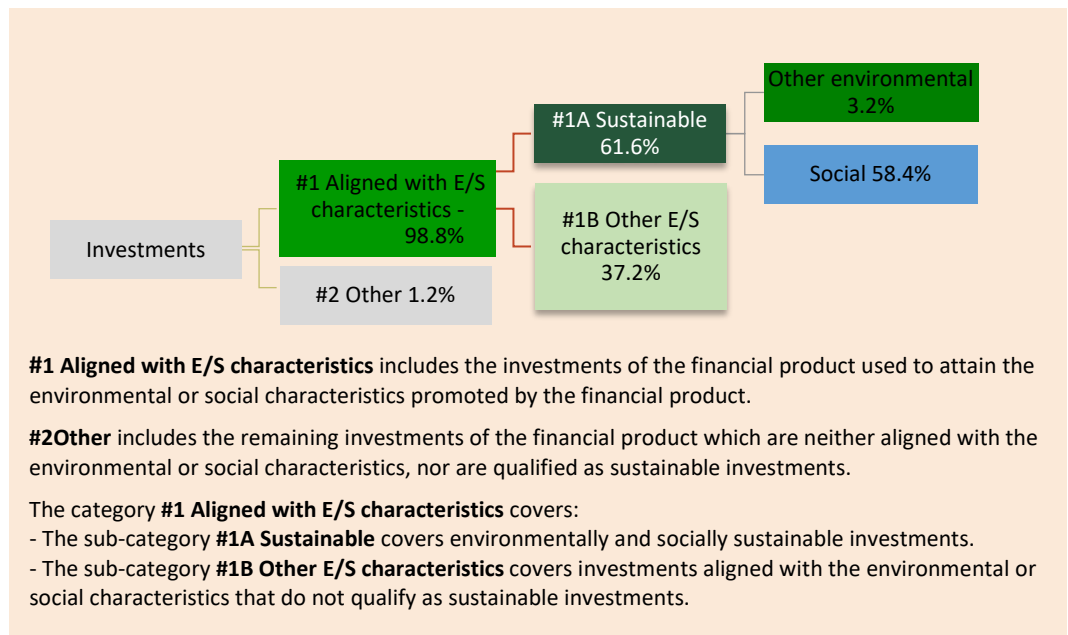 Other environmental
3.2%
#1A Sustainable
61.6%
Social 58.4%
#1 Aligned with E/S
characteristics -
98.8%
#1B Other E/S
characteristics
37.2%
Investments
#2 Other 1.2%
#1 Aligned with E/S characteristics includes the investments of the financial product used to attain the
environmental or social characteristics promoted by the financial product.
#2Other includes the remaining investments of the financial product which are neither aligned with the
environmental or social characteristics, nor are qualified as sustainable investments.
The category #1 Aligned with E/S characteristics covers:
- The sub-category #1A Sustainable covers environmentally and socially sustainable investments.
- The sub-category #1B Other E/S characteristics covers investments aligned with the environmental or
social characteristics that do not qualify as sustainable investments.